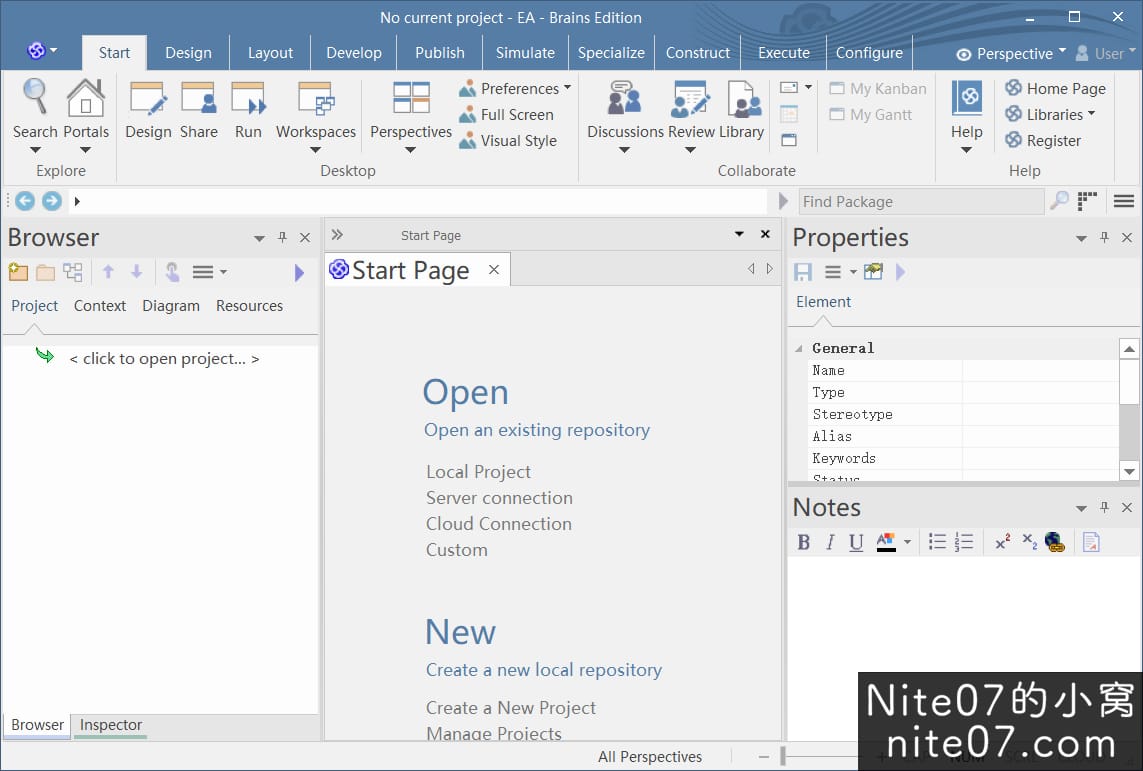 No current project - EA - Brains Edition
Start Design Layout Develop Publish Simulate Specialize Construct Execute Configure Perspective User
Search Portals Design Share Run Workspaces Perspectives Preferences Full Screen Visual Style Discussions Review Library My Kanban My Gantt Help Home Page Libraries Register
Explore Desktop Collaborate Help
Find Package
Browser
Project Context Diagram Resources
< click to open project... >
Browser Inspector
Start Page
Start Page
Open
Open an existing repository
Local Project
Server connection
Cloud Connection
Custom
New
Create a new local repository
Create a New Project
Manage Projects
Properties
Element
General
Name
Type
Stereotype
Alias
Keywords
Status
Notes
B I U
All Perspectives
Nite07的小窝
nite07.com